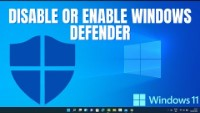 DISABLE OR ENABLE WINDOWS
DEFENDER
Windows 11